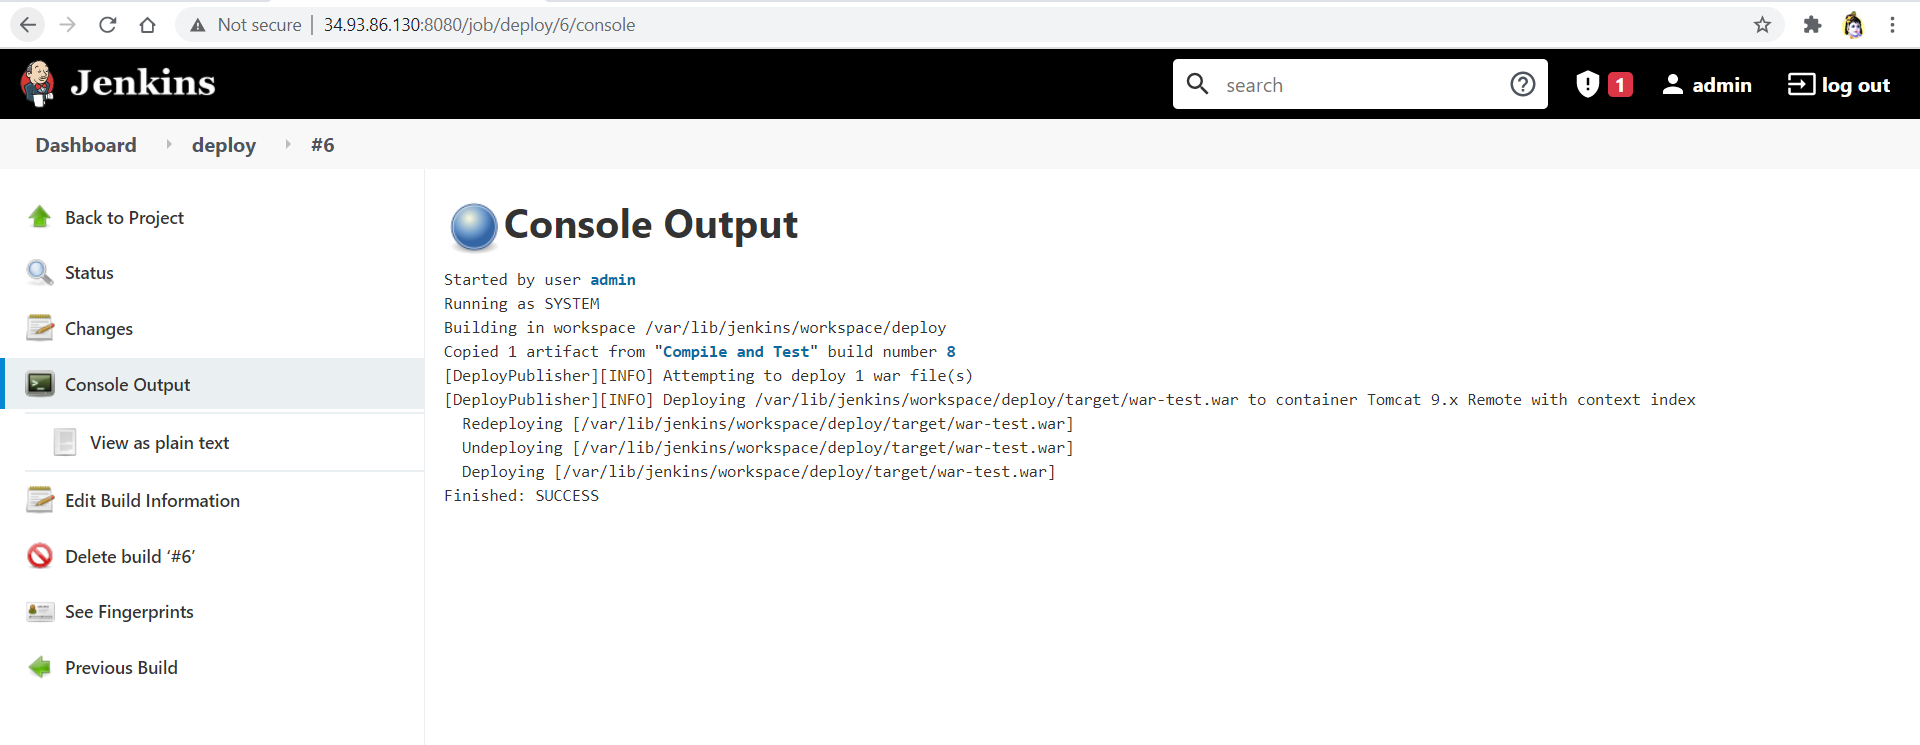 Not secure | 34.93.86.130:8080/job/deploy/6/console
Jenkins
search
1
admin
log out
Dashboard
deploy
#6
Back to Project
Status
Changes
Console Output
View as plain text
Edit Build Information
Delete build ‘#6’
See Fingerprints
Previous Build
Console Output
Started by user admin
Running as SYSTEM
Building in workspace /var/lib/jenkins/workspace/deploy
Copied 1 artifact from "Compile and Test" build number 8
[DeployPublisher][INFO] Attempting to deploy 1 war file(s)
[DeployPublisher][INFO] Deploying /var/lib/jenkins/workspace/deploy/target/war-test.war to container Tomcat 9.x Remote with context index
Redeploying [/var/lib/jenkins/workspace/deploy/target/war-test.war]
Undeploying [/var/lib/jenkins/workspace/deploy/target/war-test.war]
Deploying [/var/lib/jenkins/workspace/deploy/target/war-test.war]
Finished: SUCCESS